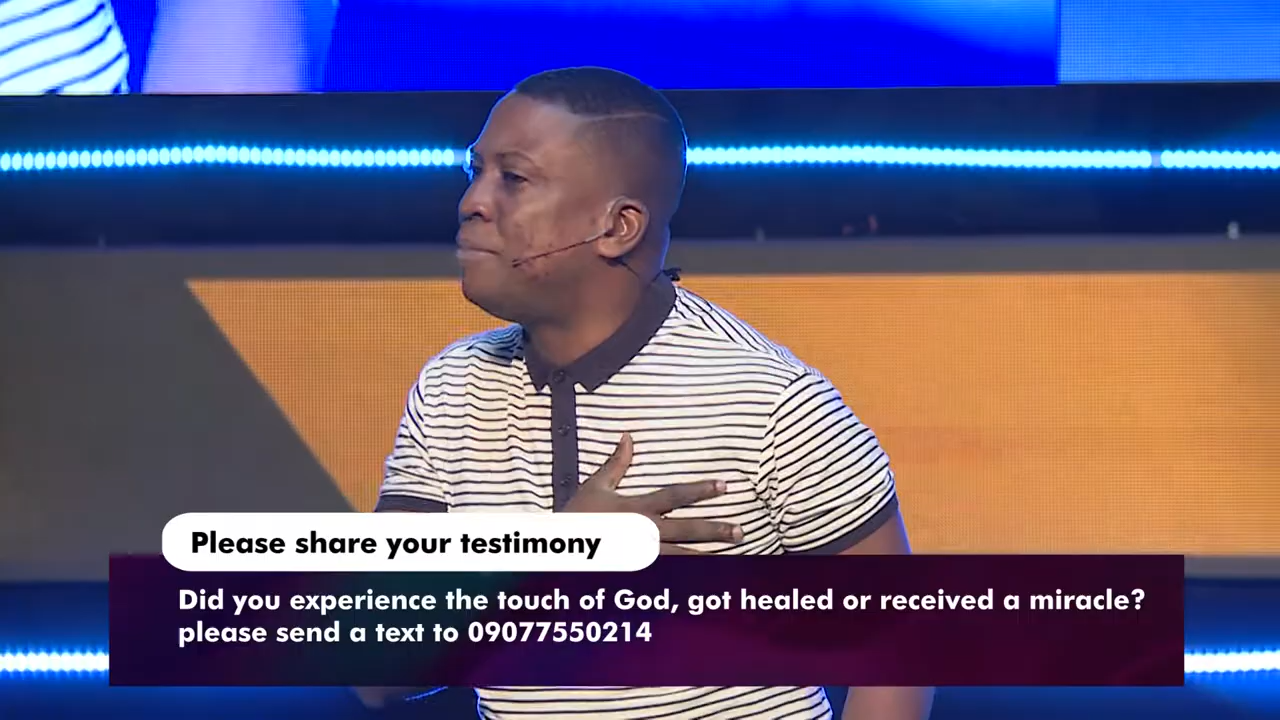 Please share your testimony
Did you experience the touch of God, got healed or received a miracle?
please send a text to 09077550214